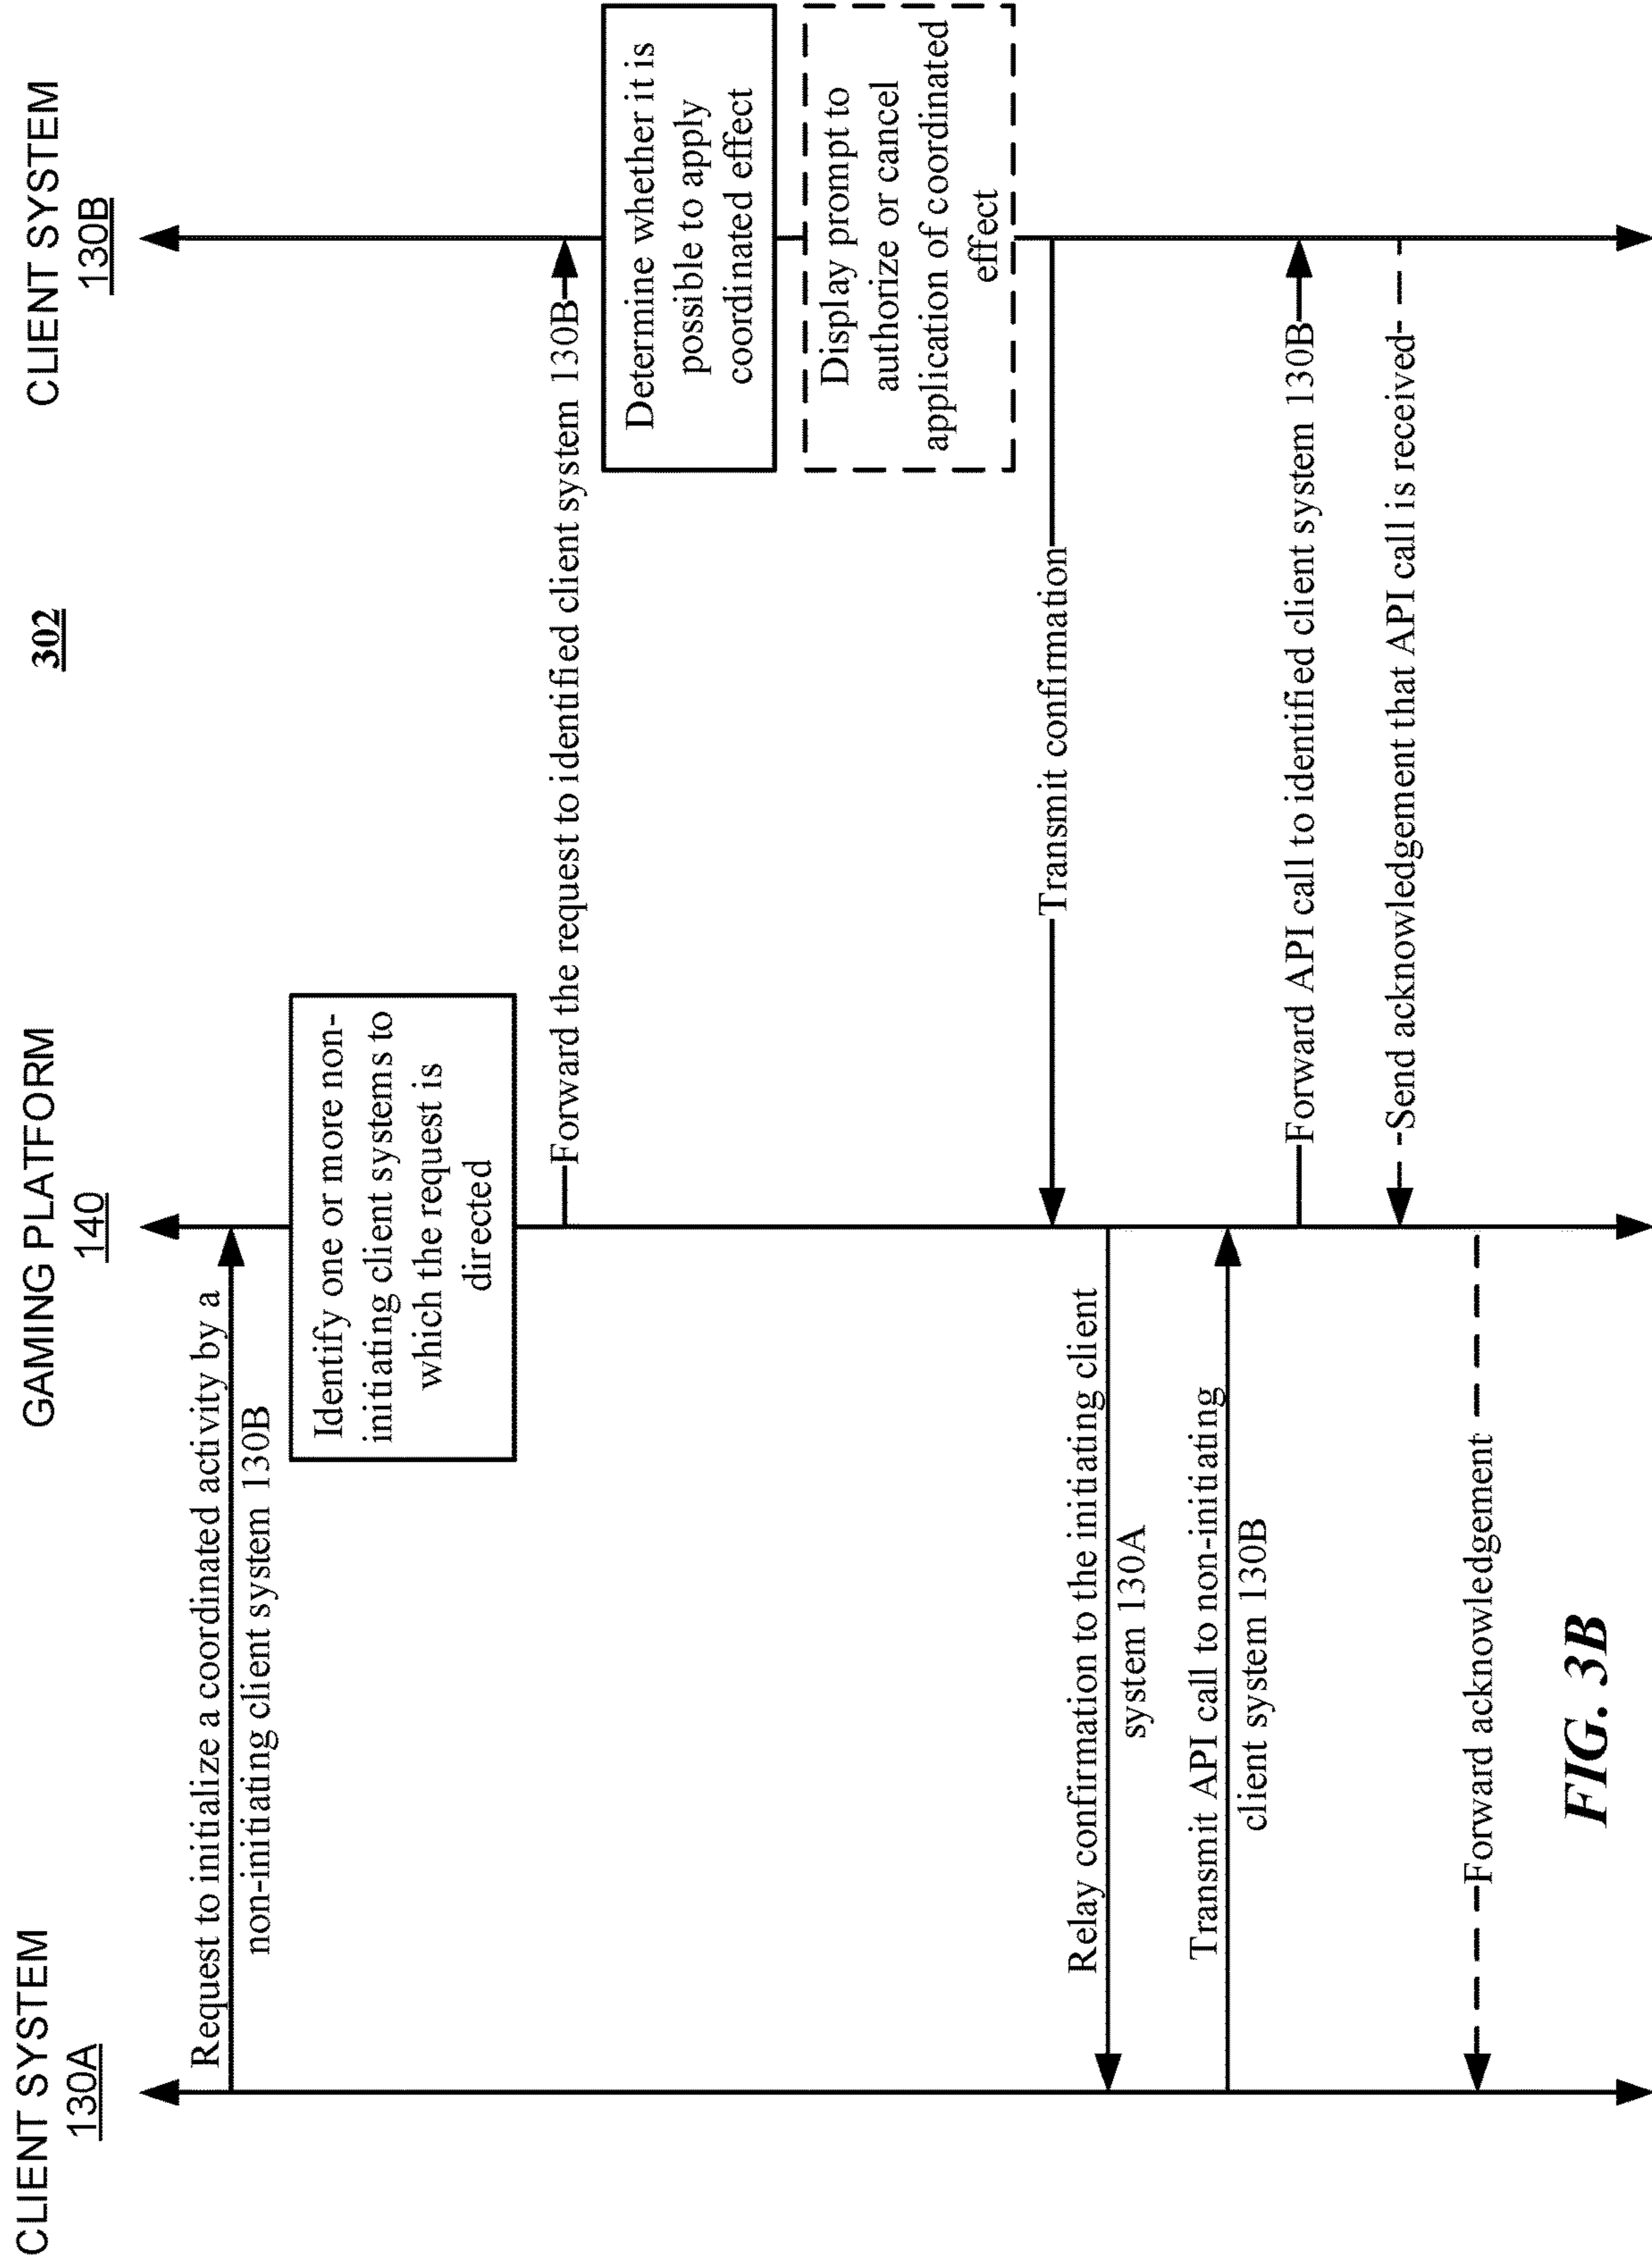 302
CLIENT SYSTEM
130A
GAMING PLATFORM
140
CLIENT SYSTEM
130B
Request to initialize a coordinated activity by a
non-initiating client system 130B
Identify one or more non-
initiating client systems to
which the request is
directed
Forward the request to identified client system 130B
Determine whether it is
possible to apply
coordinated effect
Display prompt to
authorize or cancel
application of coordinated
effect
Transmit confirmation
Relay confirmation to the initiating client
system 130A
Transmit API call to non-initiating
client system 130B
Forward API call to identified client system 130B
Send acknowledgement that API call is received
Forward acknowledgement
FIG. 3B